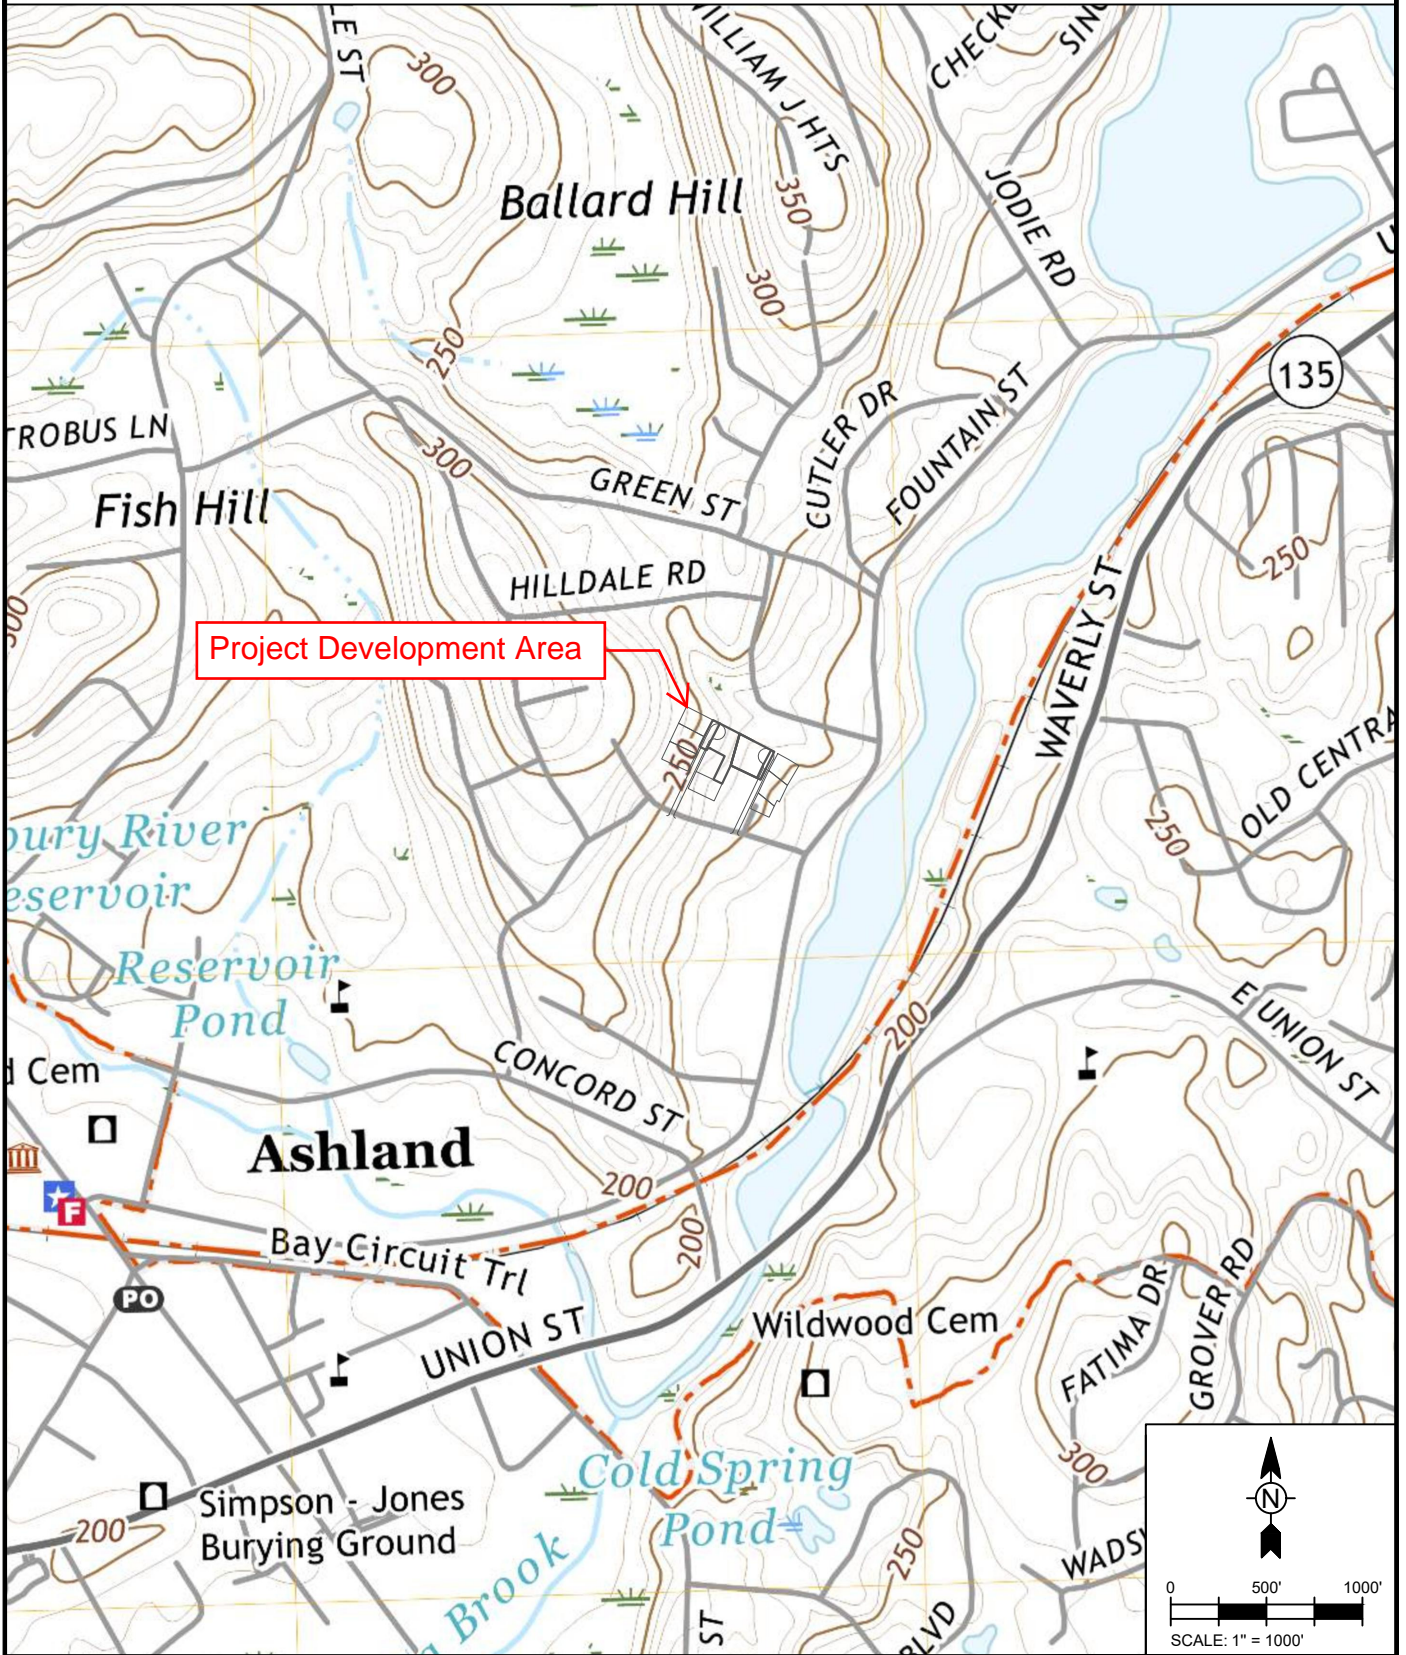 E ST
300
WILLIAM J HTS
Ballard Hill
350
300
JODIE RD
250
135
TROBUS LN
300
CUTLER DR
FOUNTAIN ST
GREEN ST
Fish Hill
HILLDALE RD
250
WAVERLY ST
Project Development Area
250
OLD CENTRA
250
bury River
eservoir
Reservoir
Pond
200
E UNION ST
d Cem
CONCORD ST
Ashland
200
200
F
Bay Circuit Trl
PO
UNION ST
Wildwood Cem
FATIMA DR
GROVER RD
300
Cold Spring
Pond
Simpson - Jones
Burying Ground
200
250
WADS
Brook
ST
BLVD
N
0 500' 1000'
SCALE: 1" = 1000'